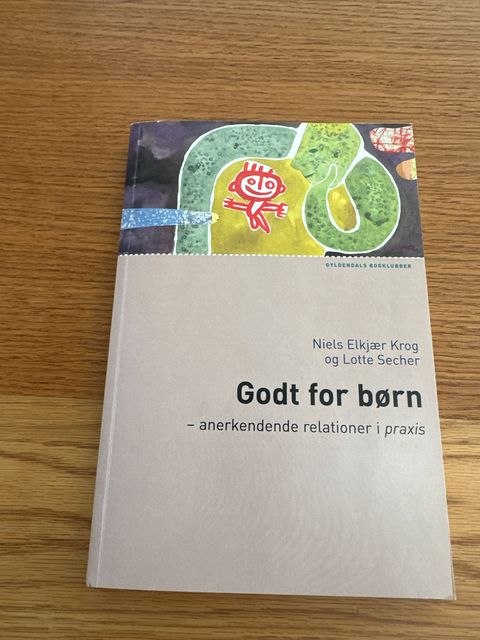 GYLDENDALS BOGKLUBBER
Niels Elkjær Krog
og Lotte Secher
Godt for børn
– anerkendende relationer i praxis